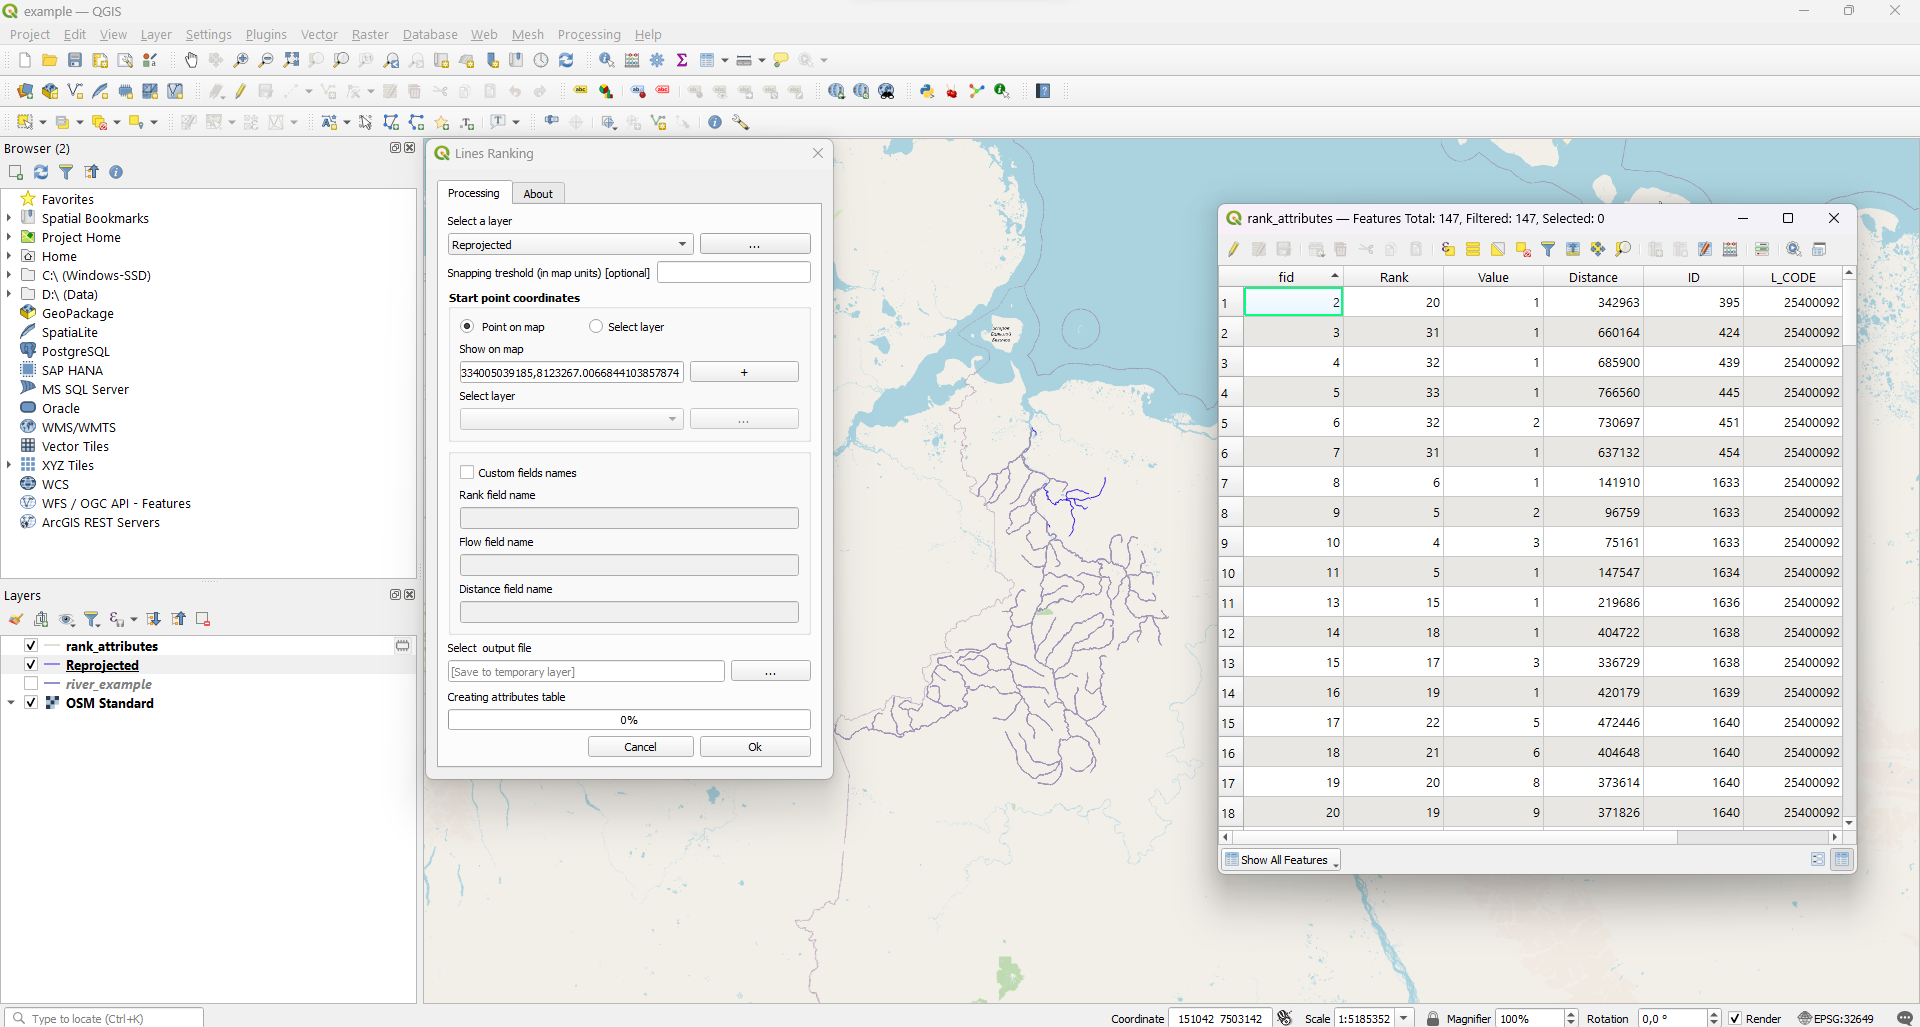 example — QGIS
Project Edit View Layer Settings Plugins Vector Raster Database Web Mesh Processing Help
Browser (2)
Favorites
Spatial Bookmarks
Project Home
Home
C:\ (Windows-SSD)
D:\ (Data)
GeoPackage
SpatiaLite
PostgreSQL
SAP HANA
MS SQL Server
Oracle
WMS/WMTS
Vector Tiles
XYZ Tiles
WCS
WFS / OGC API - Features
ArcGIS REST Servers
Layers
rank_attributes
Reprojected
river_example
OSM Standard
Lines Ranking
Processing About
Select a layer
Reprojected ...
Snapping treshold (in map units) [optional]
Start point coordinates
Point on map Select layer
Show on map
334005039185,8123267.0066844103857874 +
Select layer
...
Custom fields names
Rank field name
Flow field name
Distance field name
Select output file
[Save to temporary layer] ...
Creating attributes table
0%
Cancel Ok
rank_attributes — Features Total: 147, Filtered: 147, Selected: 0
fid Rank Value Distance ID L_CODE
1 2 20 1 342963 395 25400092
2 3 31 1 660164 424 25400092
3 4 32 1 685900 439 25400092
4 5 33 1 766560 445 25400092
5 6 32 2 730697 451 25400092
6 7 31 1 637132 454 25400092
7 8 6 1 141910 1633 25400092
8 9 5 2 96759 1633 25400092
9 10 4 3 75161 1633 25400092
10 11 5 1 147547 1634 25400092
11 13 15 1 219686 1636 25400092
12 14 18 1 404722 1638 25400092
13 15 17 3 336729 1638 25400092
14 16 19 1 420179 1639 25400092
15 17 22 5 472446 1640 25400092
16 18 21 6 404648 1640 25400092
17 19 20 8 373614 1640 25400092
18 20 19 9 371826 1640 25400092
Show All Features
Type to locate (Ctrl+K)
Coordinate 151042 7503142 Scale 1:5185352 Magnifier 100% Rotation 0,0 ° Render EPSG:32649